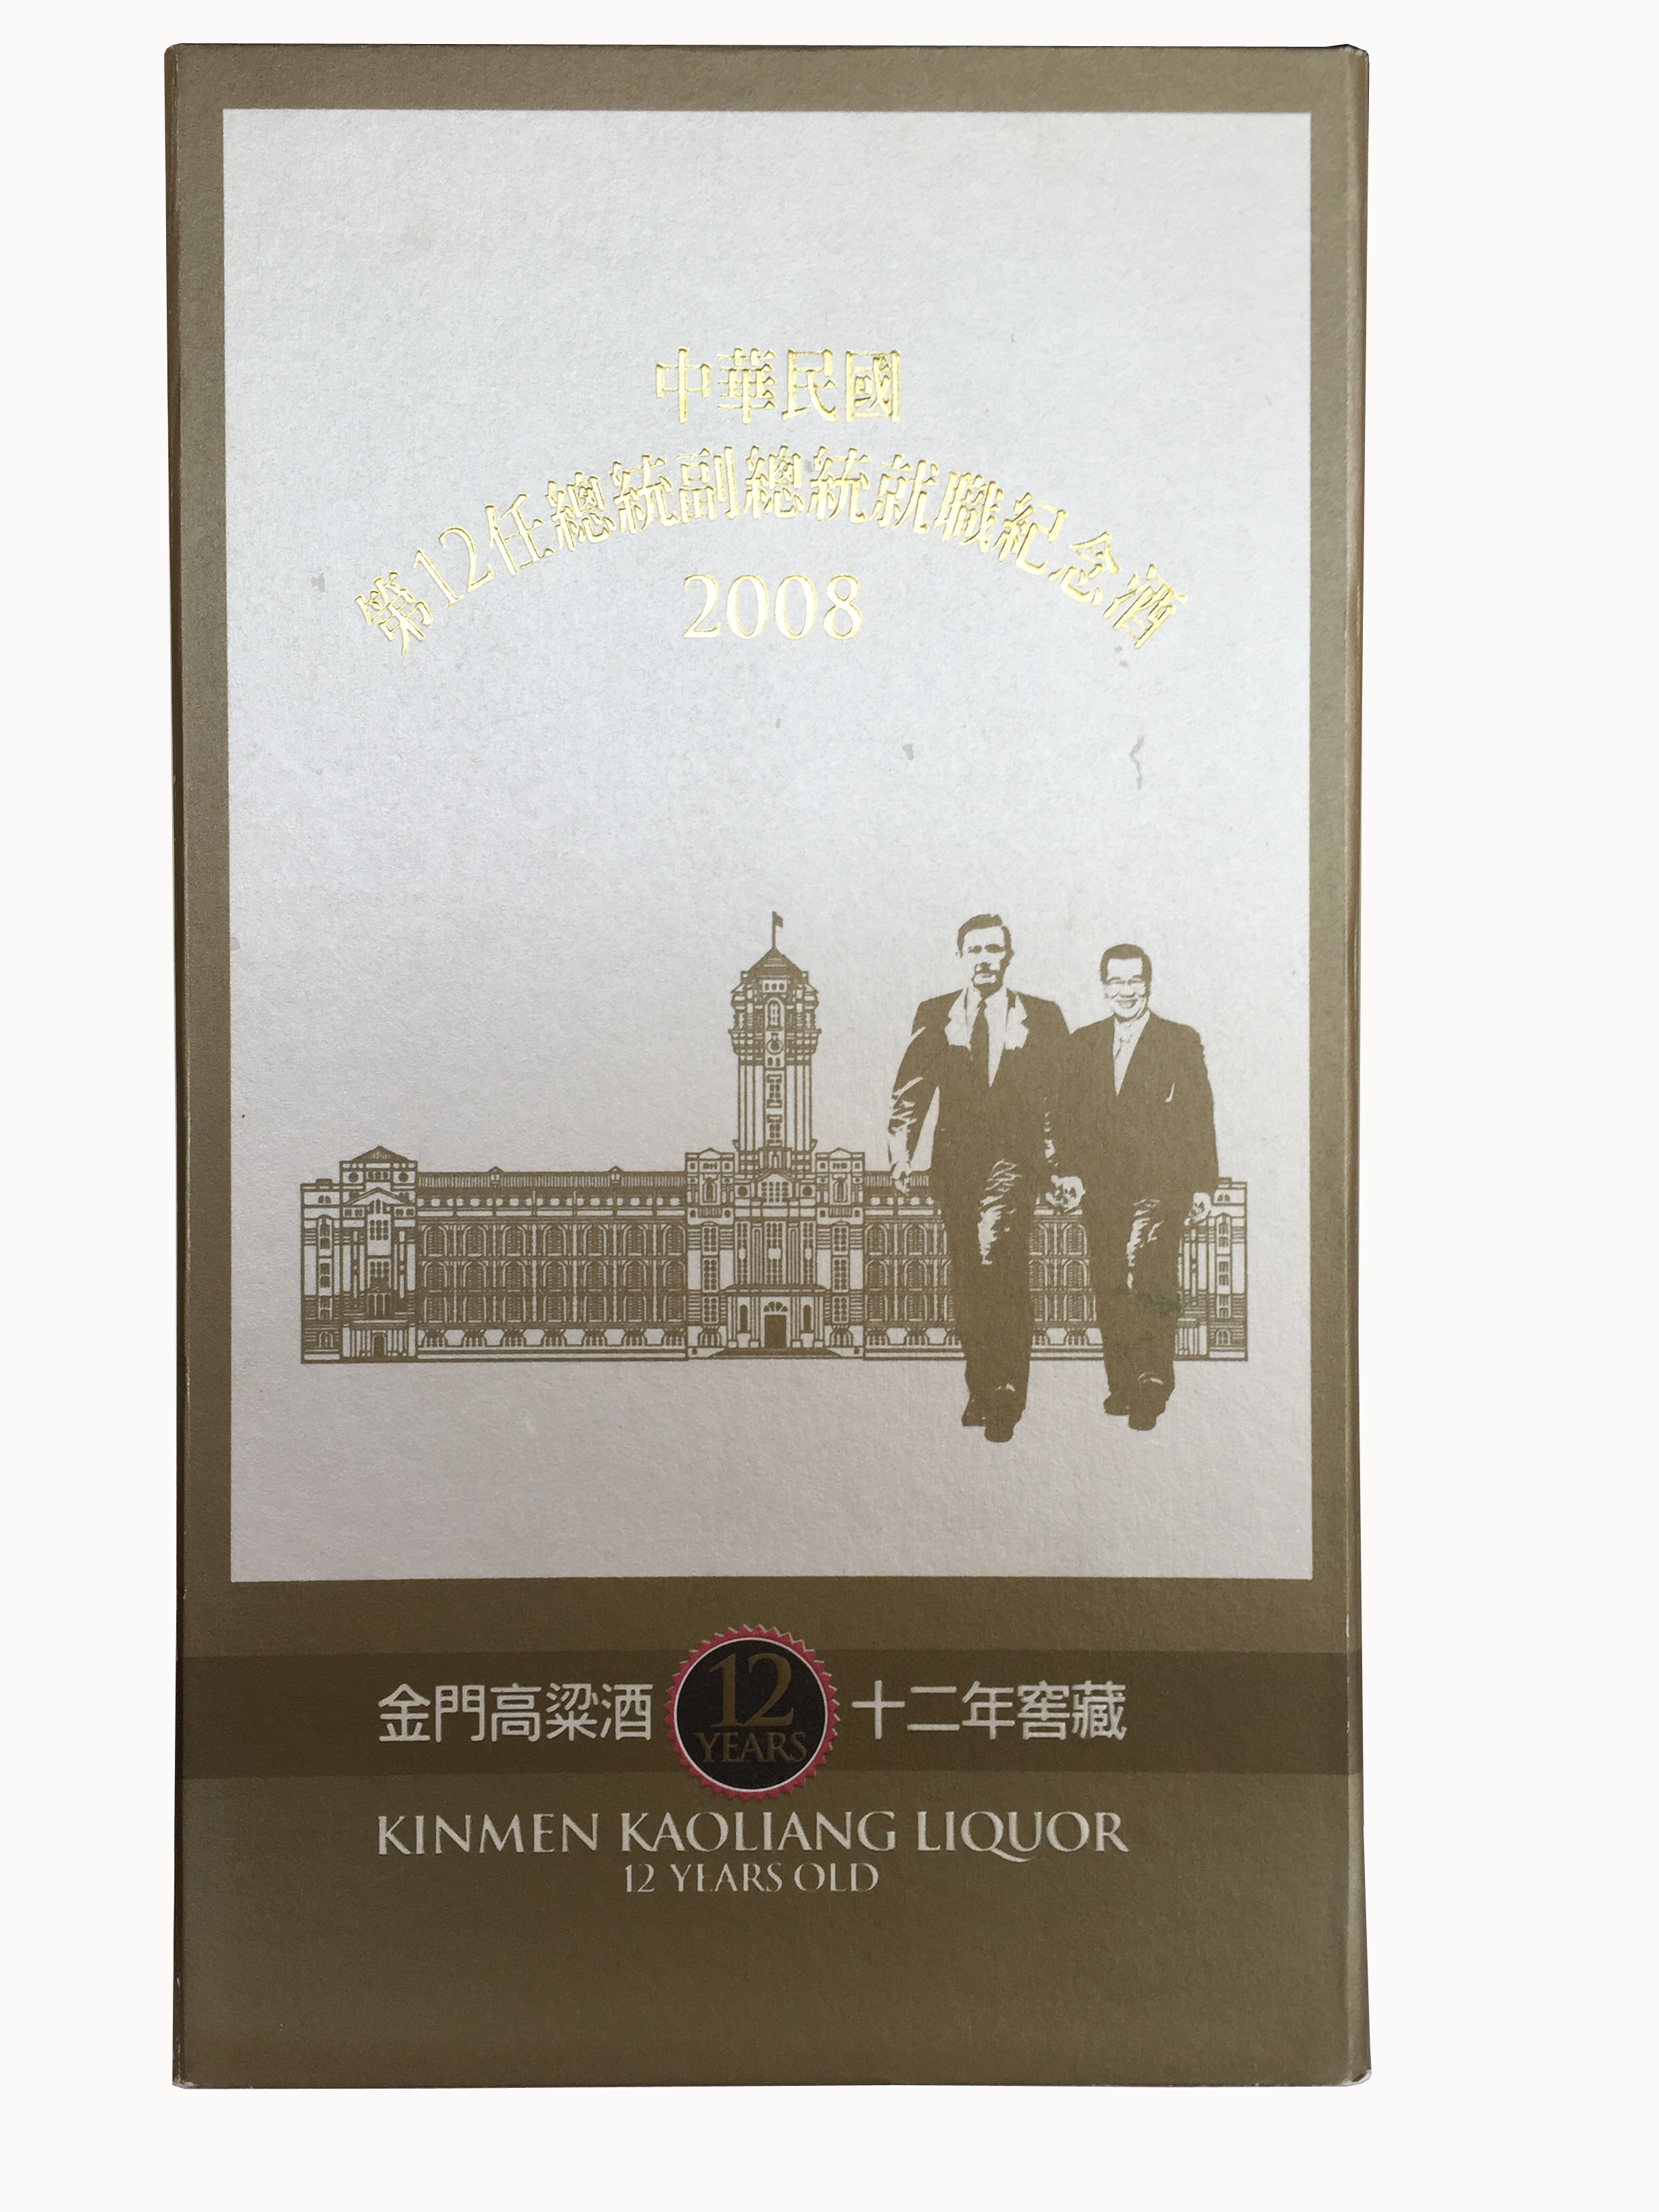 中華民國
第12任總統副總統就職紀念酒
2008
金門高粱酒 12 YEARS 十二年窖藏
KINMEN KAOLIANG LIQUOR
12 YEARS OLD